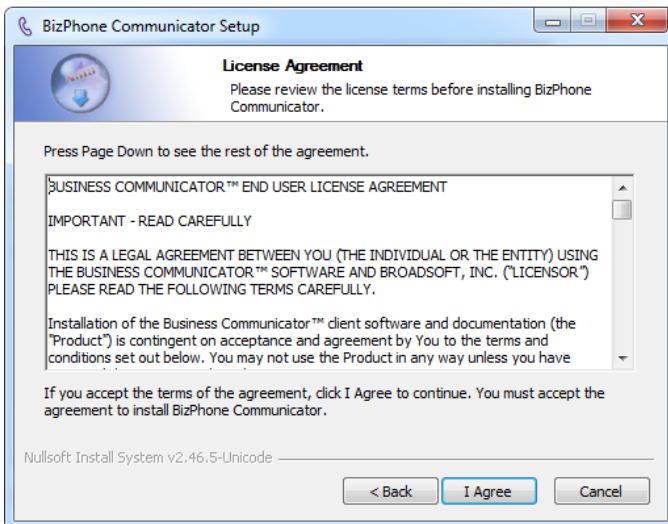 BizPhone Communicator Setup
License Agreement
Please review the license terms before installing BizPhone
Communicator.
Press Page Down to see the rest of the agreement.
BUSINESS COMMUNICATOR™ END USER LICENSE AGREEMENT
IMPORTANT - READ CAREFULLY
THIS IS A LEGAL AGREEMENT BETWEEN YOU (THE INDIVIDUAL OR THE ENTITY) USING
THE BUSINESS COMMUNICATOR™ SOFTWARE AND BROADSOFT, INC. ("LICENSOR")
PLEASE READ THE FOLLOWING TERMS CAREFULLY.
Installation of the Business Communicator™ client software and documentation (the
"Product") is contingent on acceptance and agreement by You to the terms and
conditions set out below. You may not use the Product in any way unless you have
If you accept the terms of the agreement, click I Agree to continue. You must accept the
agreement to install BizPhone Communicator.
Nullsoft Install System v2.46.5-Unicode
< Back
I Agree
Cancel